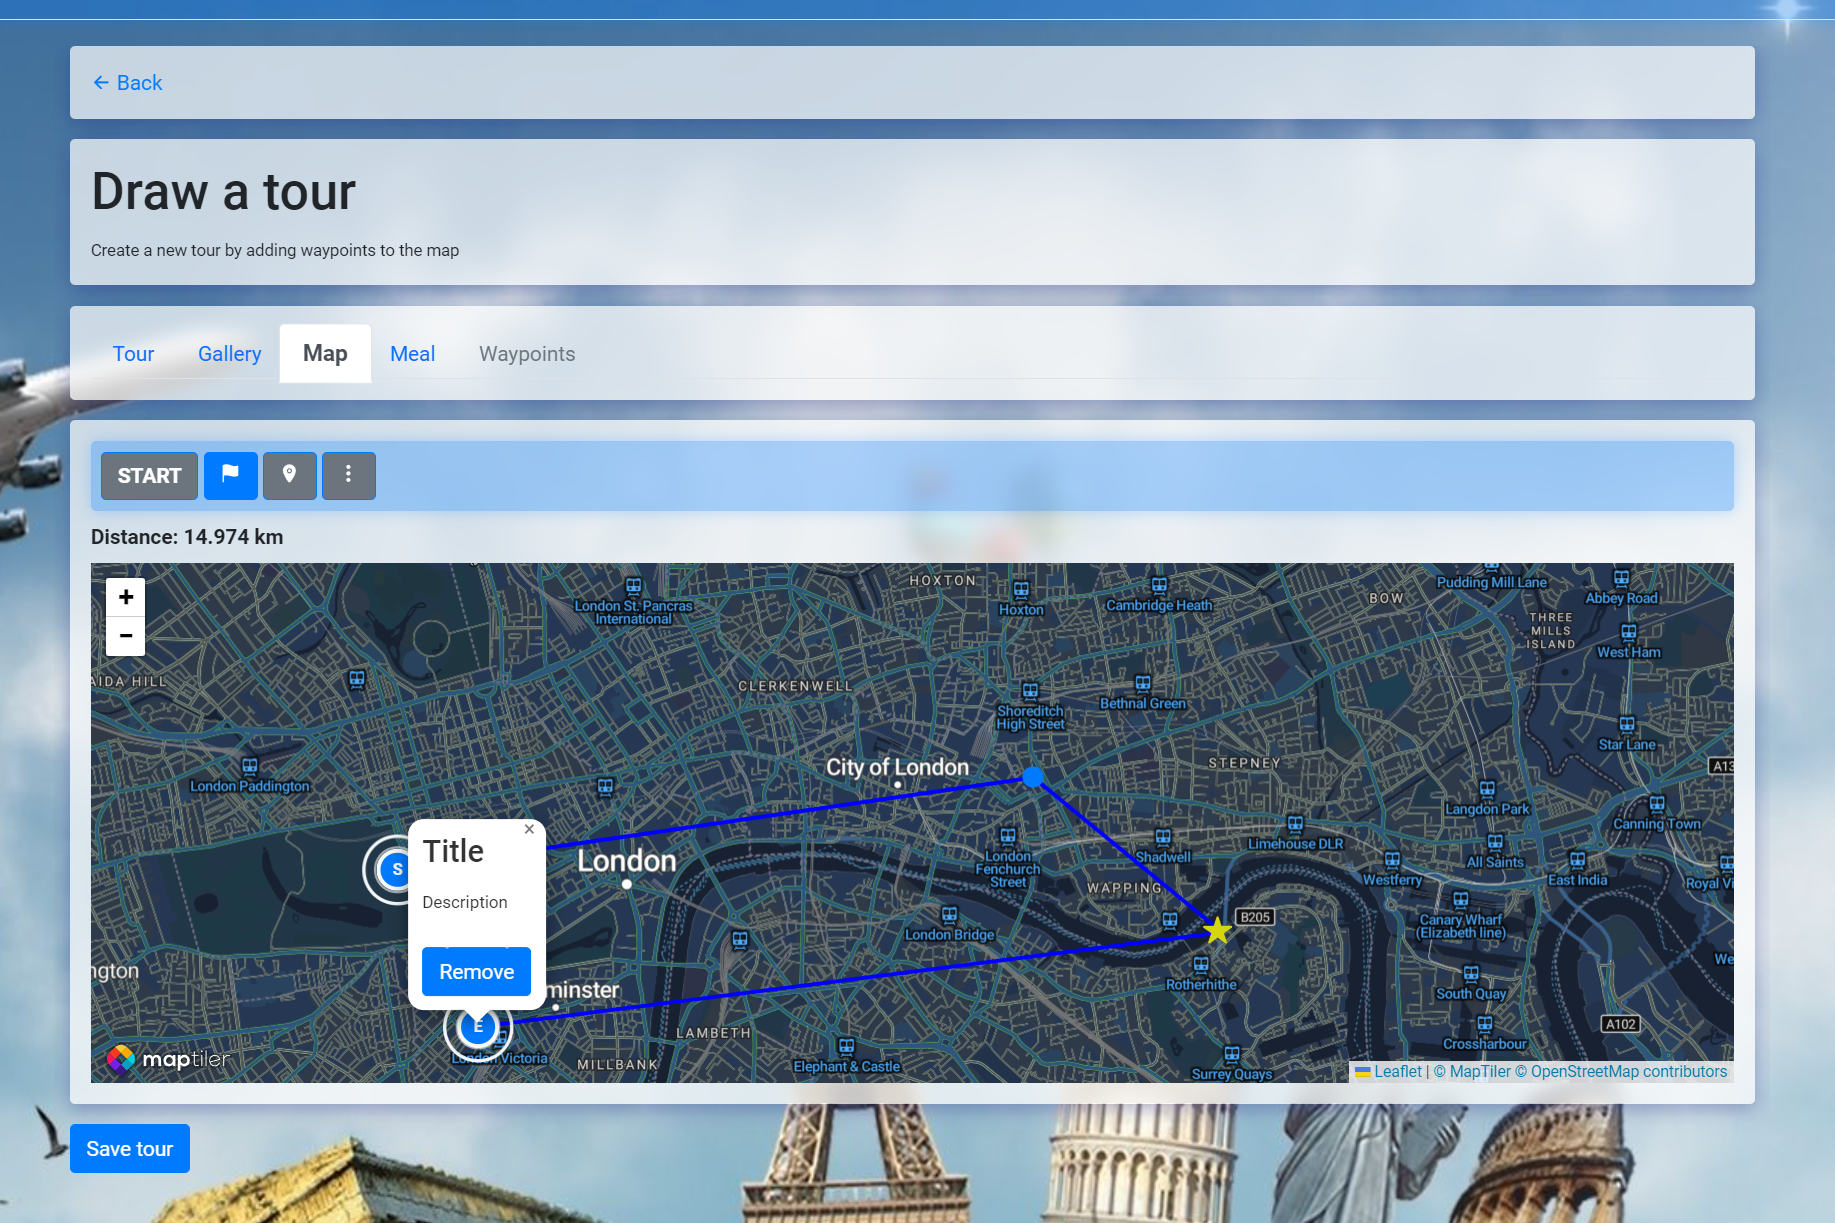 ← Back
Draw a tour
Create a new tour by adding waypoints to the map
Tour Gallery Map Meal Waypoints
START
Distance: 14.974 km
+
−
HOXTON
Pudding Mill Lane
London St. Pancras
International
Hoxton
Cambridge Heath
BOW
Abbey Road
THREE
MILLS
ISLAND
West Ham
AIDA HILL
CLERKENWELL
Shoreditch
High Street
Bethnal Green
Star Lane
City of London
STEPNEY
A13
London Paddington
Langdon Park
Canning Town
×
Title
Description
Remove
S
London
London
Fenchurch
Street
Shadwell
Limehouse DLR
All Saints
WAPPING
Westferry
East India
Royal Vi
B205
Canary Wharf
(Elizabeth line)
London Bridge
ngton
minster
Rotherhithe
We
South Quay
E
LAMBETH
A102
London Victoria
MILLBANK
Elephant & Castle
Crossharbour
Surrey Quays
maptiler
Leaflet | © MapTiler © OpenStreetMap contributors
Save tour